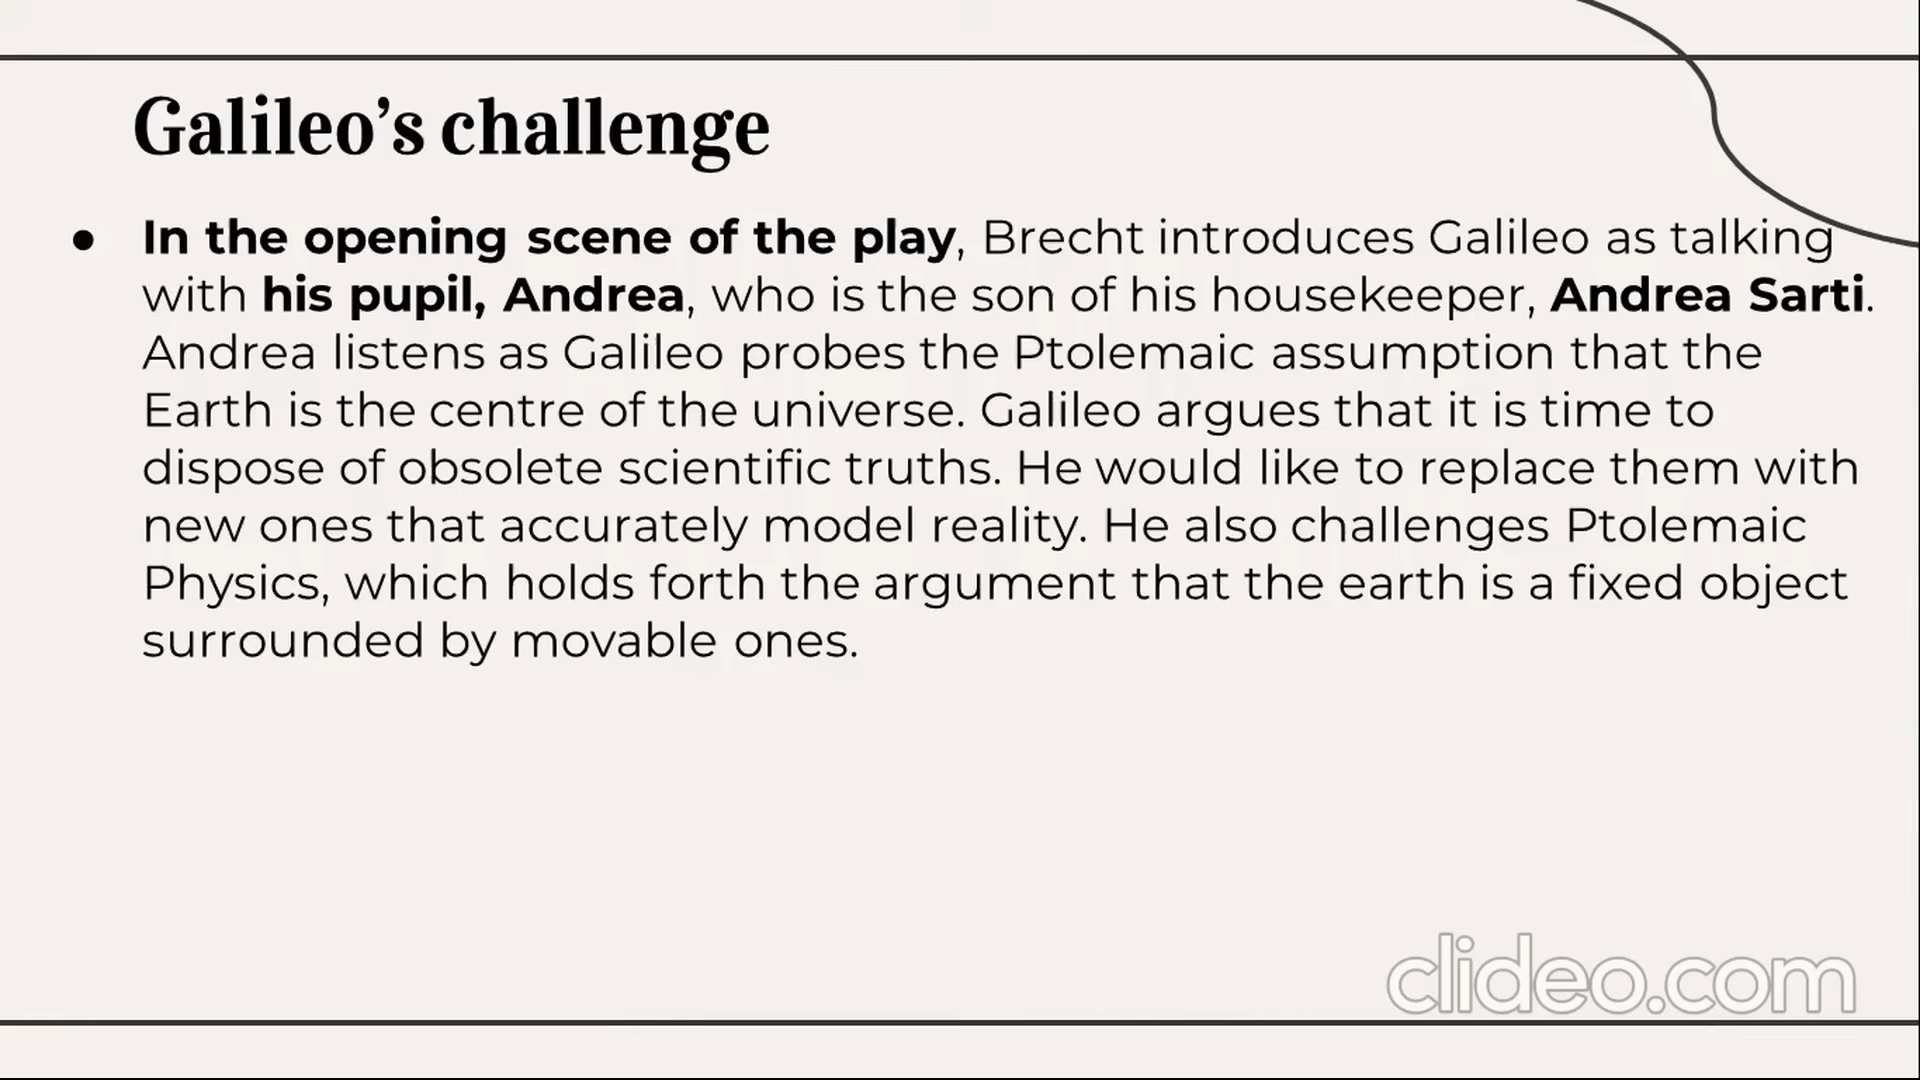 Galileo’s challenge
● In the opening scene of the play, Brecht introduces Galileo as talking
with his pupil, Andrea, who is the son of his housekeeper, Andrea Sarti.
Andrea listens as Galileo probes the Ptolemaic assumption that the
Earth is the centre of the universe. Galileo argues that it is time to
dispose of obsolete scientific truths. He would like to replace them with
new ones that accurately model reality. He also challenges Ptolemaic
Physics, which holds forth the argument that the earth is a fixed object
surrounded by movable ones.
clideo.com